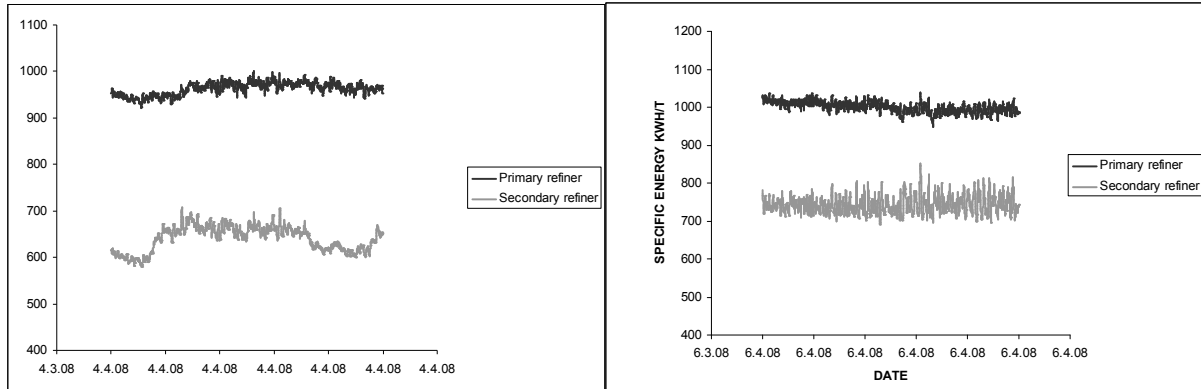 1100
1000
900
800
700
600
500
400
4.3.08 4.4.08 4.4.08 4.4.08 4.4.08 4.4.08 4.4.08 4.4.08
Primary refiner
Secondary refiner
SPECIFIC ENERGY KWH/T
1200
1100
1000
900
800
700
600
500
400
6.3.08 6.4.08 6.4.08 6.4.08 6.4.08 6.4.08 6.4.08 6.4.08
DATE
Primary refiner
Secondary refiner